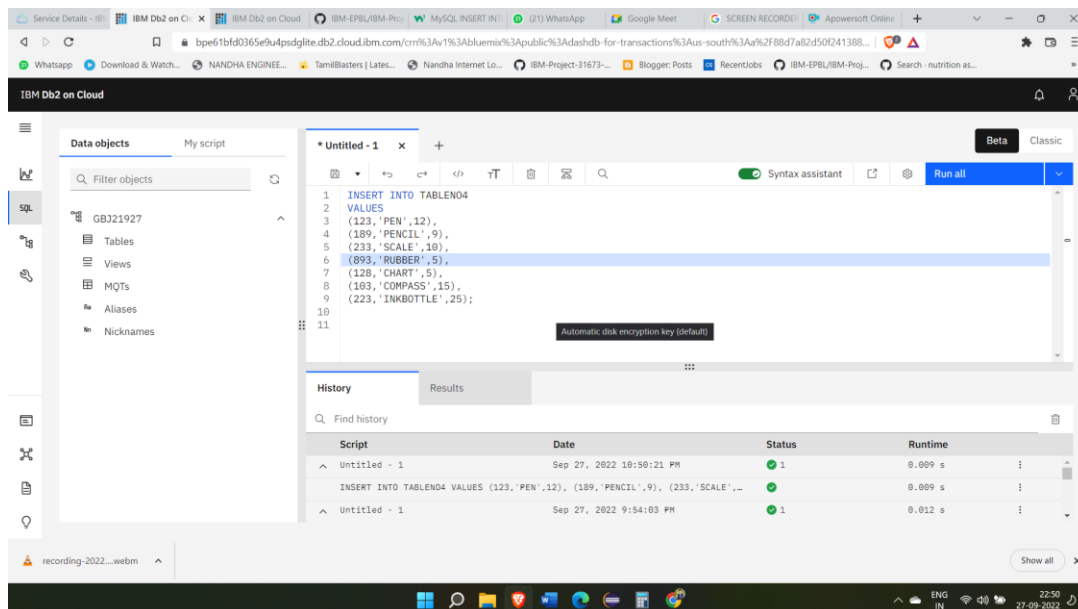 Service Details - IB
IBM Db2 on Clo
IBM Db2 on Cloud
IBM-EPBL/IBM-Proj
MySQL INSERT INT
(21) WhatsApp
Google Meet
SCREEN RECORDER
Apowersoft Online
bpe61bfd0365e9u4psdglite.db2.cloud.ibm.com/crn%3Av1%3Abluemix%3Apublic%3Adashdb-for-transactions%3Aus-south%3Aa%2F88d7a82d50f241388...
Whatsapp
Download & Watch...
NANDHA ENGINEE...
TamilBlasters | Lates...
Nandha Internet Lo...
IBM-Project-31673-...
Blogger: Posts
RecentJobs
IBM-EPBL/IBM-Proj...
Search - nutrition as...
IBM Db2 on Cloud
Data objects
My script
* Untitled - 1
Beta
Classic
Filter objects
Syntax assistant
Run all
SQL
GBJ21927
Tables
Views
MQTs
Aliases
Nn Nicknames
1 INSERT INTO TABLENO4
2 VALUES
3 (123,'PEN',12),
4 (189,'PENCIL',9),
5 (233,'SCALE',10),
6 (893,'RUBBER',5),
7 (128,'CHART',5),
8 (103,'COMPASS',15),
9 (223,'INKBOTTLE',25);
10
11
Automatic disk encryption key (default)
History
Results
Find history
Script Date Status Runtime
Untitled - 1 Sep 27, 2022 10:50:21 PM 1 0.009 s
INSERT INTO TABLENO4 VALUES (123,'PEN',12), (189,'PENCIL',9), (233,'SCALE',… 0.009 s
Untitled - 1 Sep 27, 2022 9:54:03 PM 1 0.012 s
recording-2022....webm
Show all
ENG
IN
22:50
27-09-2022